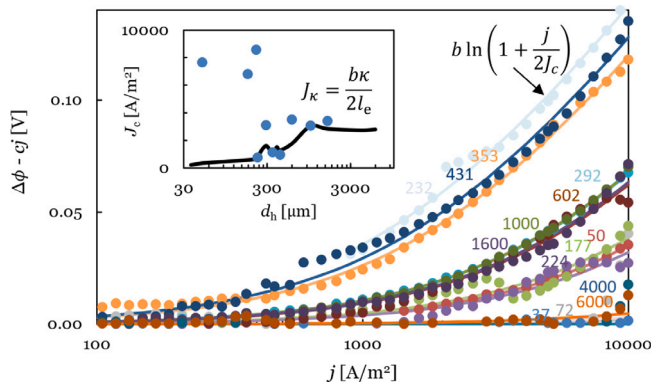 b ln(1 + j/2J_c)
10000
J_c [A/m²]
J_κ = bκ/2l_e
0
30 300 3000
d_h [μm]
Δϕ - cj [V]
0.10
0.05
0.00
232
431
353
292
602
1000
1600
50
177
224
4000
6000
72
37
100 1000 10000
j [A/m²]